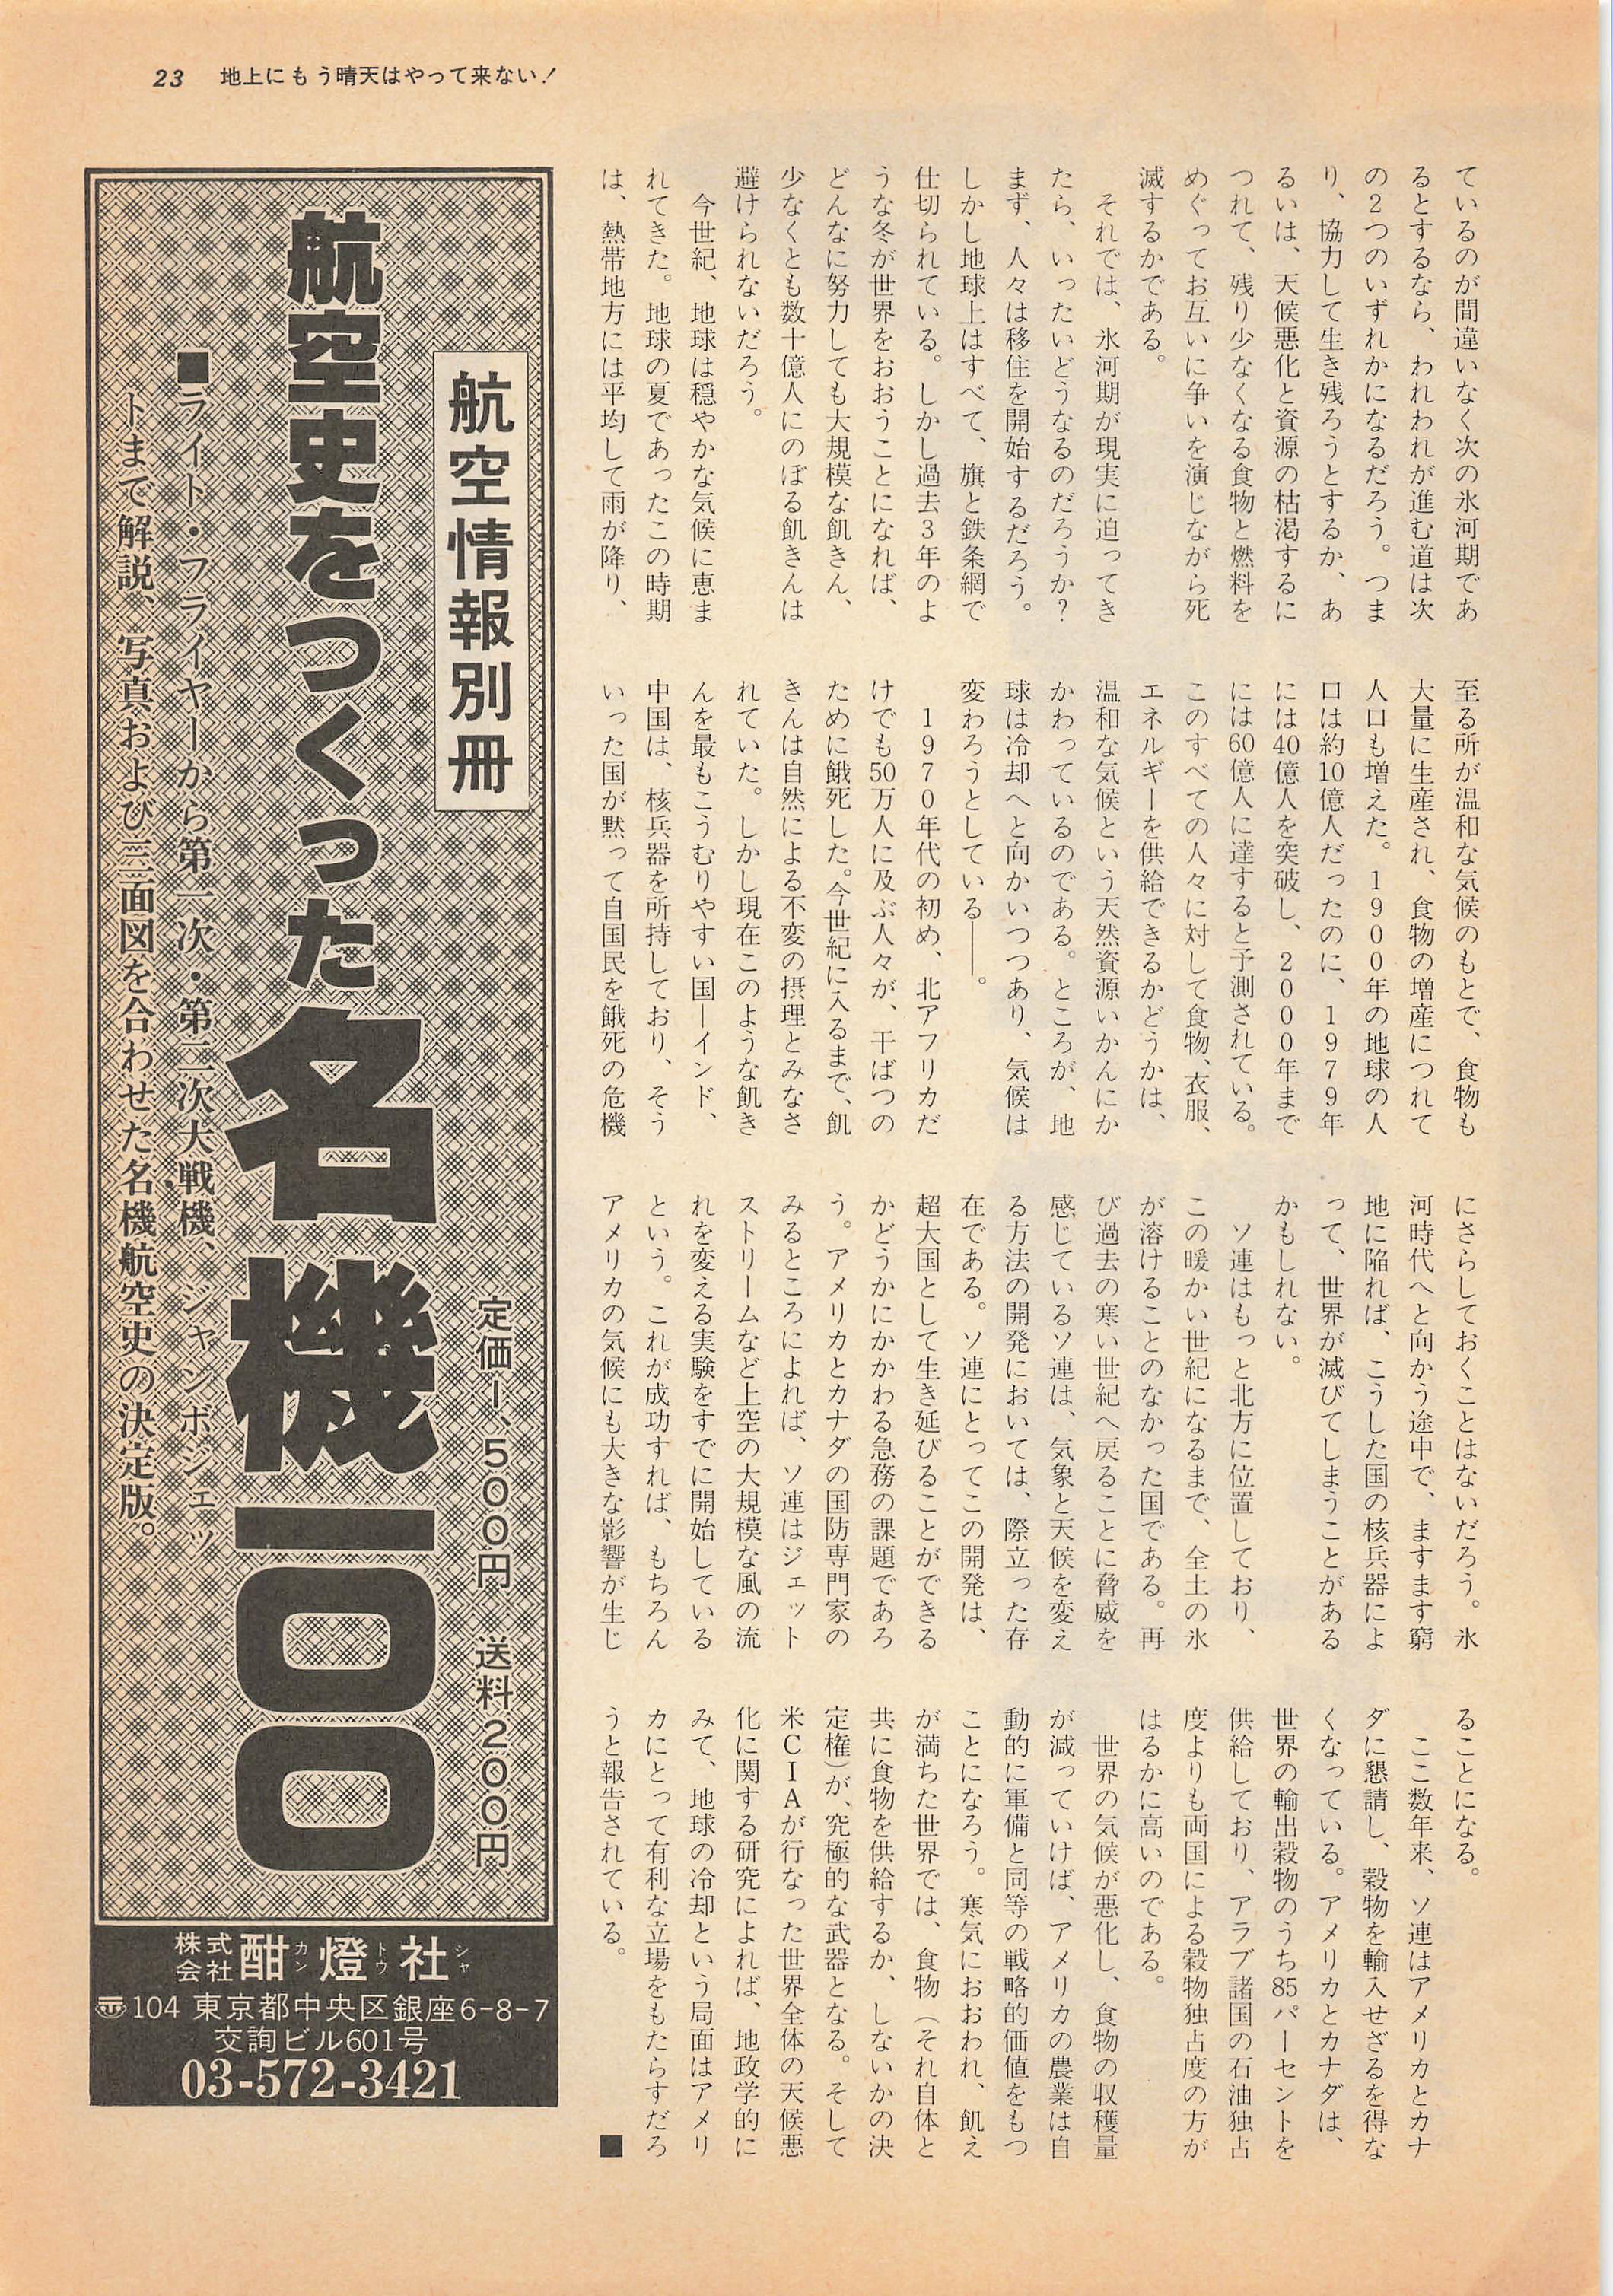 23 地上にもう晴天はやって来ない!
ているのが間違いなく次の氷河期であ
るとするなら、われわれが進む道は次
の2つのいずれかになるだろう。つま
り、協力して生き残ろうとするか、あ
るいは、天候悪化と資源の枯渇するに
つれて、残り少なくなる食物と燃料を
めぐってお互いに争いを演じながら死
滅するかである。
それでは、氷河期が現実に迫ってき
たら、いったいどうなるのだろうか?
まず、人々は移住を開始するだろう。
しかし地球上はすべて、旗と鉄条網で
仕切られている。しかし過去3年のよ
うな冬が世界をおおうことになれば、
どんなに努力しても大規模な飢きん、
少なくとも数十億人にのぼる飢きんは
避けられないだろう。
今世紀、地球は穏やかな気候に恵ま
れてきた。地球の夏であったこの時期
は、熱帯地方には平均して雨が降り、
至る所が温和な気候のもとで、食物も
大量に生産され、食物の増産につれて
人口も増えた。1900年の地球の人
口は約10億人だったのに、1979年
には40億人を突破し、2000年まで
には60億人に達すると予測されている。
このすべての人々に対して食物、衣服、
エネルギーを供給できるかどうかは、
温和な気候という天然資源いかんにか
かわっているのである。ところが、地
球は冷却へと向かいつつあり、気候は
変わろうとしている——。
1970年代の初め、北アフリカだ
けでも50万人に及ぶ人々が、干ばつの
ために餓死した。今世紀に入るまで、飢
きんは自然による不変の摂理とみなさ
れていた。しかし現在このような飢き
んを最もこうむりやすい国—インド、
中国は、核兵器を所持しており、そう
いった国が黙って自国民を餓死の危機
にさらしておくことはないだろう。氷
河時代へと向かう途中で、ますます窮
地に陥れば、こうした国の核兵器によ
って、世界が滅びてしまうことがある
かもしれない。
ソ連はもっと北方に位置しており、
この暖かい世紀になるまで、全土の氷
が溶けることのなかった国である。再
び過去の寒い世紀へ戻ることに脅威を
感じているソ連は、気象と天候を変え
る方法の開発においては、際立った存
在である。ソ連にとってこの開発は、
超大国として生き延びることができる
かどうかにかかわる急務の課題であろ
う。アメリカとカナダの国防専門家の
みるところによれば、ソ連はジェット
ストリームなど上空の大規模な風の流
れを変える実験をすでに開始している
という。これが成功すれば、もちろん
アメリカの気候にも大きな影響が生じ
ることになる。
ここ数年来、ソ連はアメリカとカナ
ダに懇請し、穀物を輸入せざるを得な
くなっている。アメリカとカナダは、
世界の輸出穀物のうち85パーセントを
供給しており、アラブ諸国の石油独占
度よりも両国による穀物独占度の方が
はるかに高いのである。
世界の気候が悪化し、食物の収穫量
が減っていけば、アメリカの農業は自
動的に軍備と同等の戦略的価値をもつ
ことになろう。寒気におおわれ、飢え
が満ちた世界では、食物(それ自体と
共に食物を供給するか、しないかの決
定権)が、究極的な武器となる。そして
米CIAが行なった世界全体の天候悪
化に関する研究によれば、地政学的に
みて、地球の冷却という局面はアメリ
カにとって有利な立場をもたらすだろ
うと報告されている。 ■
航空情報別冊
定価1、500円 送料200円
航空史をつくった名機一〇〇
■ライト・フライヤーから第一次・第二次大戦機、ジャンボジェッ
トまで解説、写真および三面図を合わせた名機航空史の決定版。
株式会社 酣燈社 カントウシャ
〠104 東京都中央区銀座6-8-7
交詢ビル601号
03-572-3421